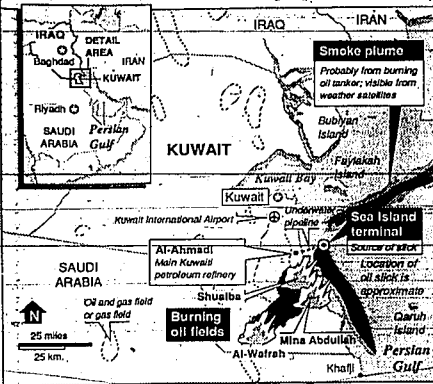 IRAQ
Baghdad
DETAIL
AREA
IRAN
KUWAIT
Riyadh
SAUDI
ARABIA
Persian
Gulf
IRAQ
IRAN
Smoke plume
Probably from burning
oil tanker; visible from
weather satellites
Bubiyan
Island
KUWAIT
Faylakah
Island
Kuwait Bay
Kuwait
Kuwait International Airport
Underwater
pipeline
Sea Island
terminal
Source of slick
Al-Ahmadi
Main Kuwaiti
petroleum refinery
Location of
oil slick is
approximate
SAUDI
ARABIA
Shuaiba
Oil and gas field
or gas field
Burning
oil fields
Qaruh
Island
N
25 miles
25 km.
Mina Abdullah
Al-Wafrah
Persian
Gulf
Khafji